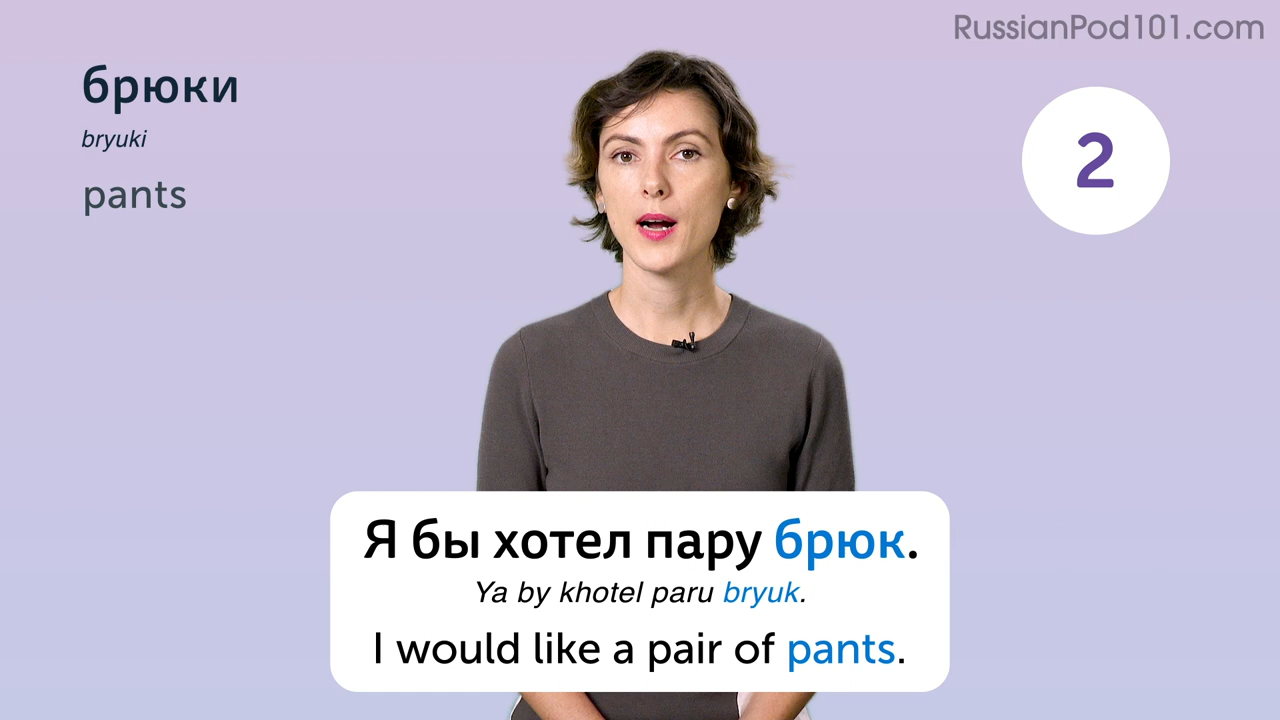 RussianPod101.com
брюки
bryuki
pants
2
Я бы хотел пару брюк.
Ya by khotel paru bryuk.
I would like a pair of pants.